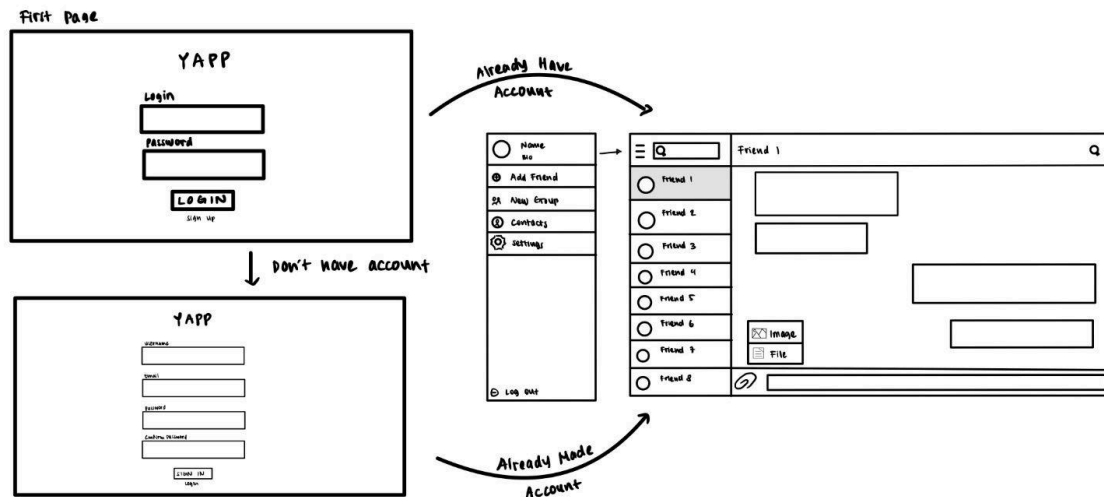 First Page
YAPP
Login
Password
LOGIN
sign up
Already Have
Account
Don't have account
YAPP
Username
Email
Password
Confirm Password
SIGN IN
Login
Name
Bio
Add Friend
New Group
Contacts
Settings
Log Out
Friend 1
Friend 1
Friend 2
Friend 3
Friend 4
Friend 5
Friend 6
Friend 7
Friend 8
Image
File
Already Made
Account